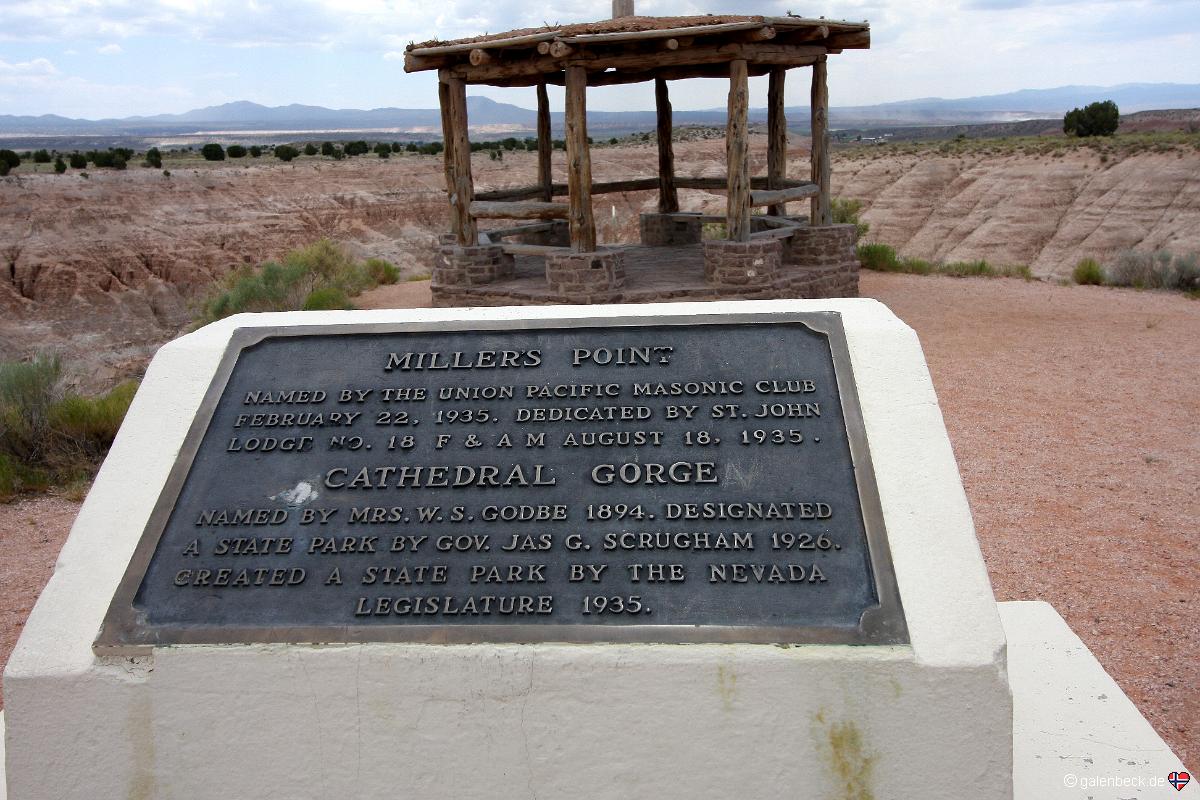 MILLER'S POINT
NAMED BY THE UNION PACIFIC MASONIC CLUB
FEBRUARY 22, 1935. DEDICATED BY ST. JOHN
LODGE NO. 18 F & A M AUGUST 18, 1935.
CATHEDRAL GORGE
NAMED BY MRS. W. S. GODBE 1894. DESIGNATED
A STATE PARK BY GOV. JAS G. SCRUGHAM 1926.
CREATED A STATE PARK BY THE NEVADA
LEGISLATURE 1935.
© galenbeck.de